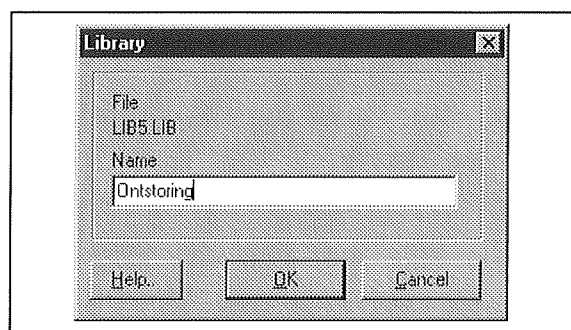 Library
File
LIB5.LIB
Name
Ontstoring
Help.. OK Cancel